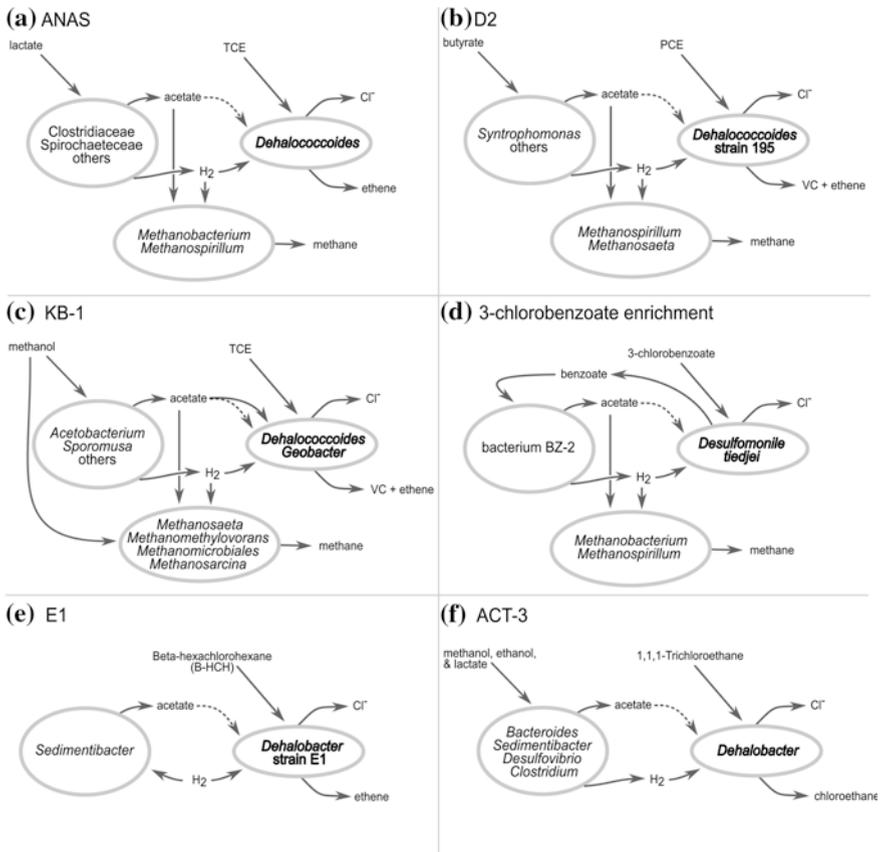 (a) ANAS
lactate
TCE
acetate
Cl⁻
Clostridiaceae
Spirochaeteceae
others
Dehalococcoides
H2
ethene
Methanobacterium
Methanospirillum
methane
(b) D2
butyrate
PCE
acetate
Cl⁻
Syntrophomonas
others
Dehalococcoides
strain 195
H2
VC + ethene
Methanospirillum
Methanosaeta
methane
(c) KB-1
methanol
TCE
acetate
Cl⁻
Acetobacterium
Sporomusa
others
Dehalococcoides
Geobacter
H2
VC + ethene
Methanosaeta
Methanomethylovorans
Methanomicrobiales
Methanosarcina
methane
(d) 3-chlorobenzoate enrichment
3-chlorobenzoate
benzoate
acetate
Cl⁻
bacterium BZ-2
Desulfomonile
tiedjei
H2
Methanobacterium
Methanospirillum
methane
(e) E1
Beta-hexachlorohexane
(B-HCH)
acetate
Cl⁻
Sedimentibacter
Dehalobacter
strain E1
H2
ethene
(f) ACT-3
methanol, ethanol,
& lactate
1,1,1-Trichloroethane
acetate
Cl⁻
Bacteroides
Sedimentibacter
Desulfovibrio
Clostridium
Dehalobacter
H2
chloroethane